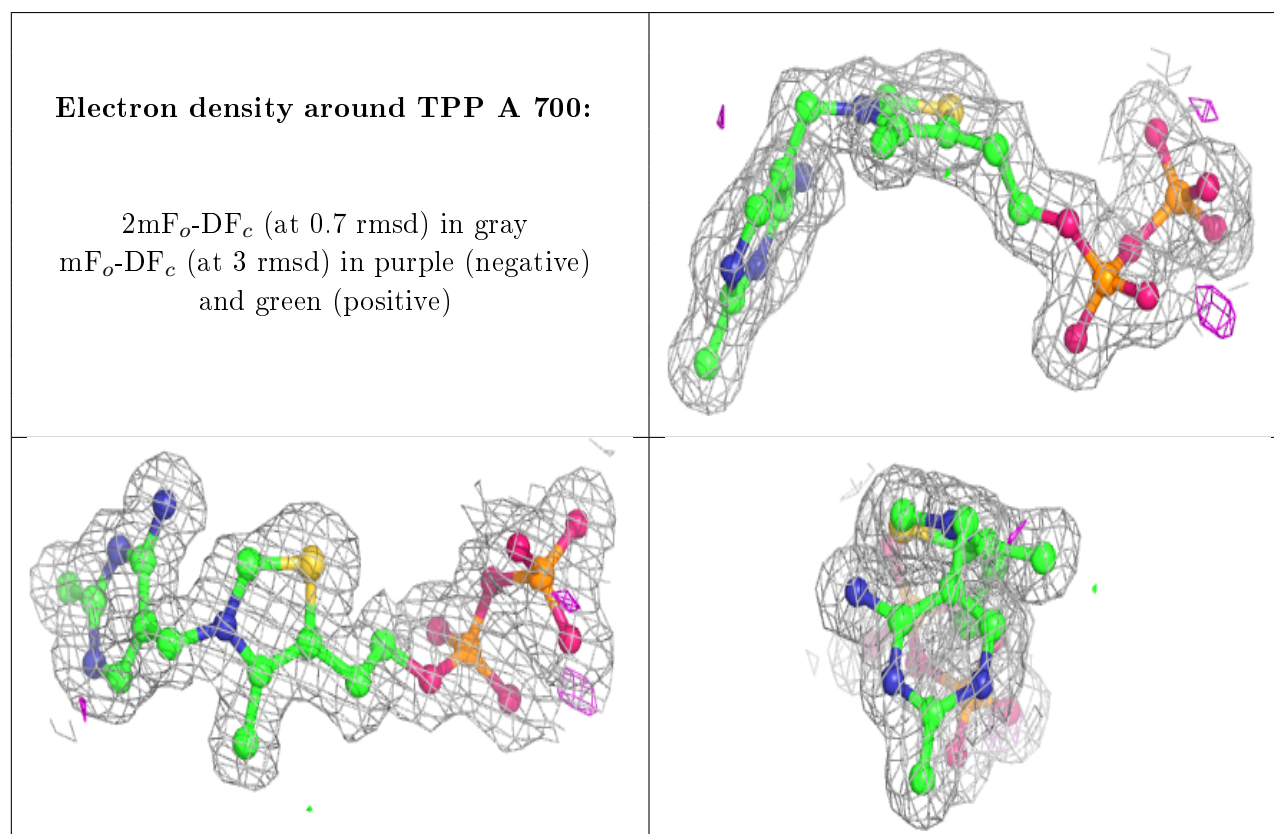 Electron density around TPP A 700:
2mFₒ-DF𝒸 (at 0.7 rmsd) in gray
mFₒ-DF𝒸 (at 3 rmsd) in purple (negative)
and green (positive)